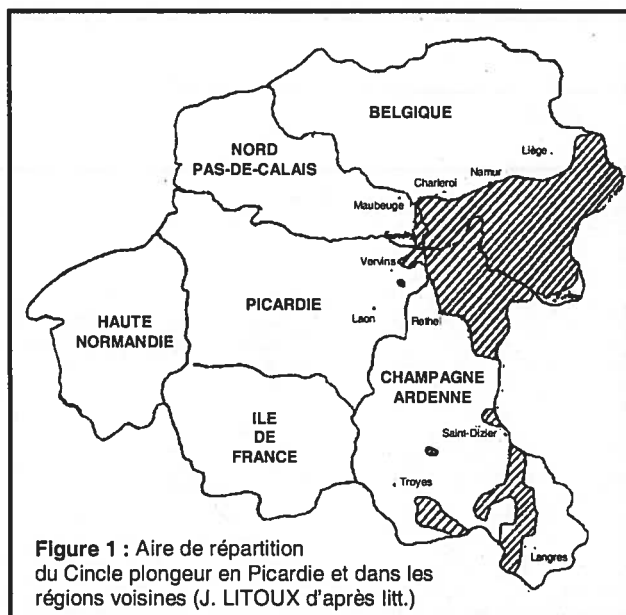 BELGIQUE
NORD
PAS-DE-CALAIS
Liège
Namur
Charleroi
Maubeuge
Vervins
PICARDIE
Laon
Rethel
HAUTE
NORMANDIE
CHAMPAGNE
ARDENNE
ILE
DE
FRANCE
Saint-Dizier
Troyes
Langres
Figure 1 : Aire de répartition
du Cincle plongeur en Picardie et dans les
régions voisines (J. LITOUX d'après litt.)